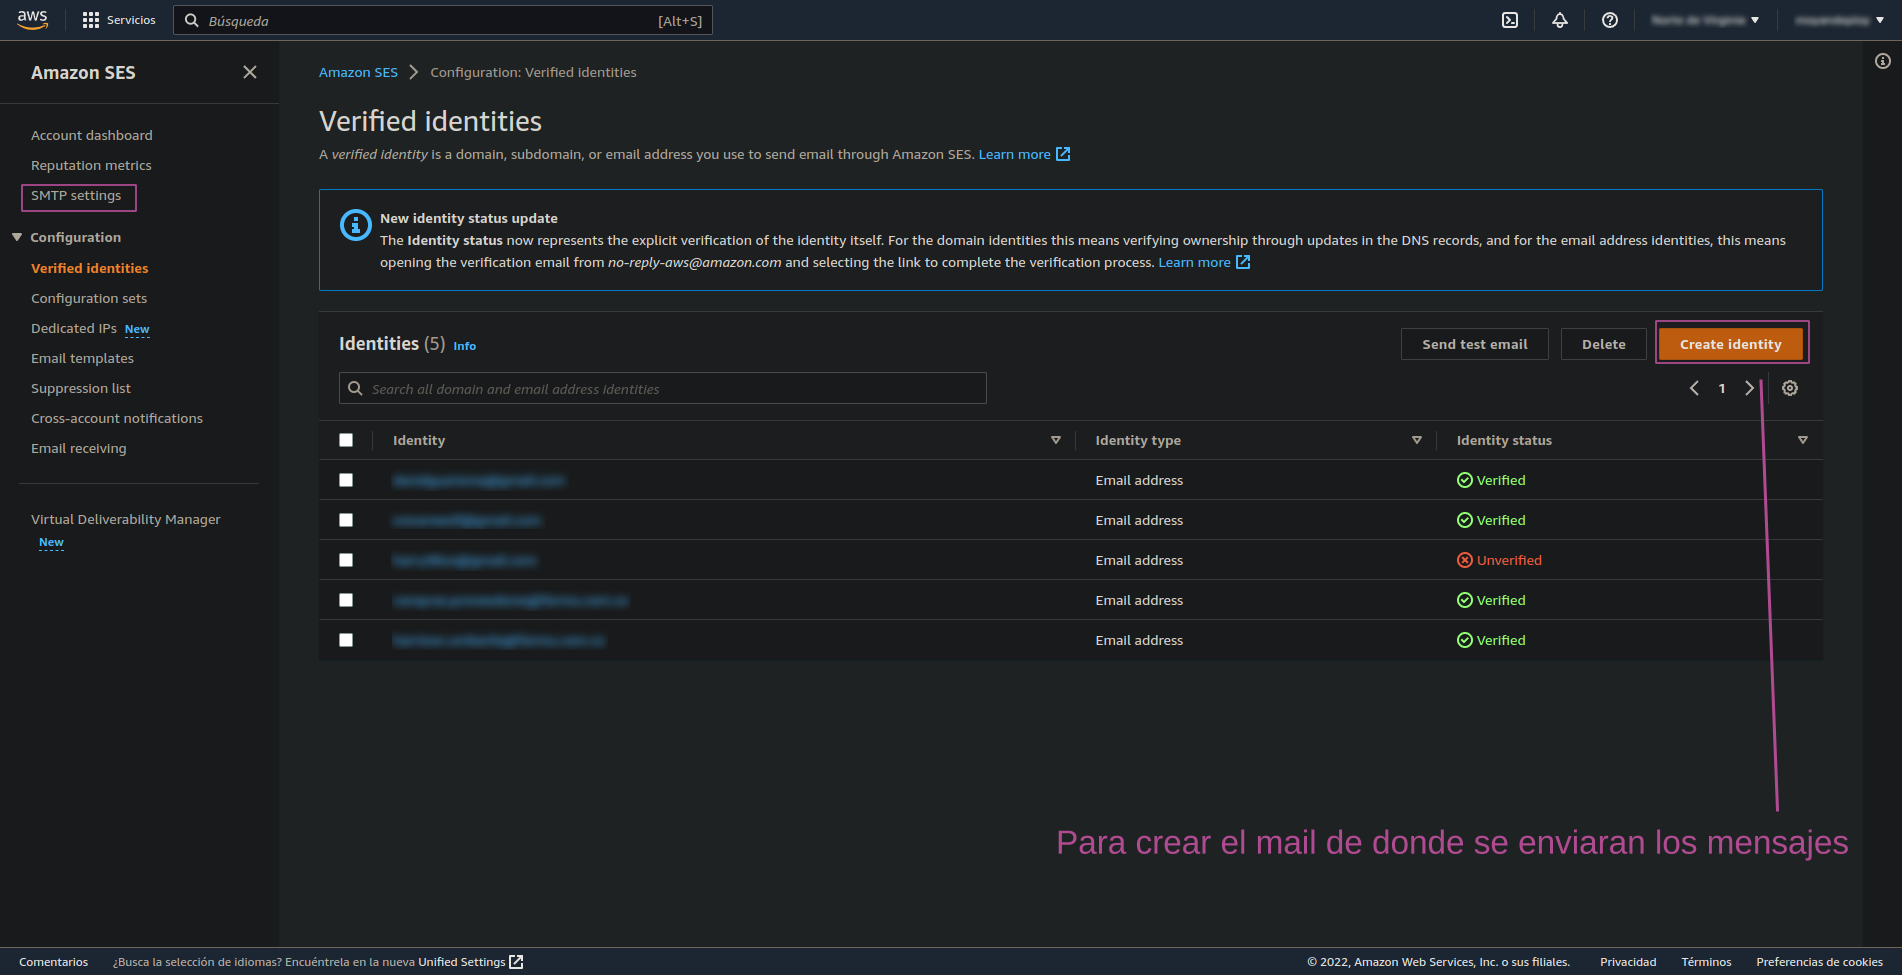 aws
Servicios
Búsqueda
[Alt+S]
Amazon SES
Account dashboard
Reputation metrics
SMTP settings
Configuration
Verified identities
Configuration sets
Dedicated IPs New
Email templates
Suppression list
Cross-account notifications
Email receiving
Virtual Deliverability Manager
New
Amazon SES
Configuration: Verified identities
Verified identities
A verified identity is a domain, subdomain, or email address you use to send email through Amazon SES. Learn more
New identity status update
The Identity status now represents the explicit verification of the identity itself. For the domain identities this means verifying ownership through updates in the DNS records, and for the email address identities, this means
opening the verification email from no-reply-aws@amazon.com and selecting the link to complete the verification process. Learn more
Identities (5) Info
Send test email
Delete
Create identity
Search all domain and email address identities
1
Identity
Identity type
Identity status
Email address
Verified
Email address
Verified
Email address
Unverified
Email address
Verified
Email address
Verified
Para crear el mail de donde se enviaran los mensajes
Comentarios
¿Busca la selección de idiomas? Encuéntrela en la nueva Unified Settings
© 2022, Amazon Web Services, Inc. o sus filiales.
Privacidad
Términos
Preferencias de cookies